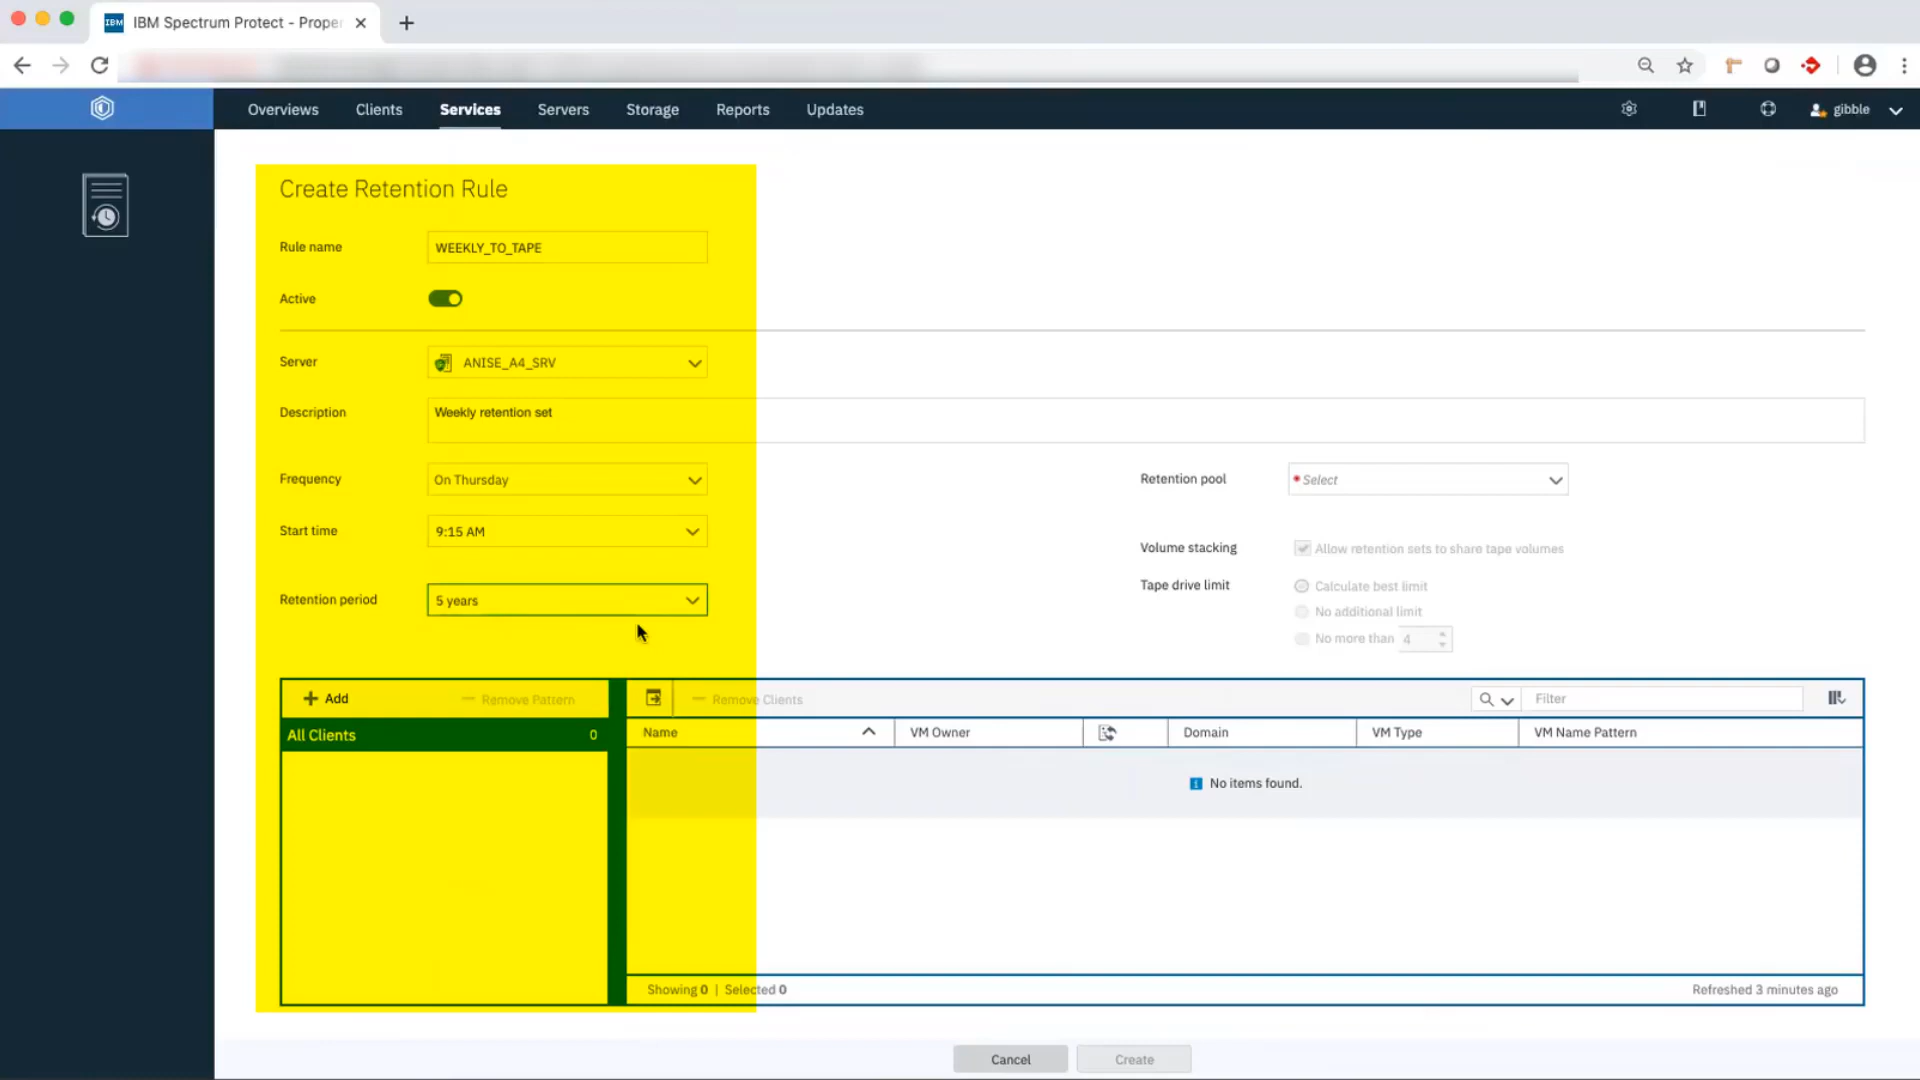 IBM IBM Spectrum Protect - Proper
Overviews Clients Services Servers Storage Reports Updates gibble
Create Retention Rule
Rule name WEEKLY_TO_TAPE
Active
Server ANISE_A4_SRV
Description Weekly retention set
Frequency On Thursday Retention pool * Select
Start time 9:15 AM
Volume stacking Allow retention sets to share tape volumes
Tape drive limit Calculate best limit
Retention period 5 years No additional limit
No more than 4
Add Remove Pattern Remove Clients Filter
All Clients 0 Name VM Owner Domain VM Type VM Name Pattern
No items found.
Showing 0 | Selected 0 Refreshed 3 minutes ago
Cancel Create